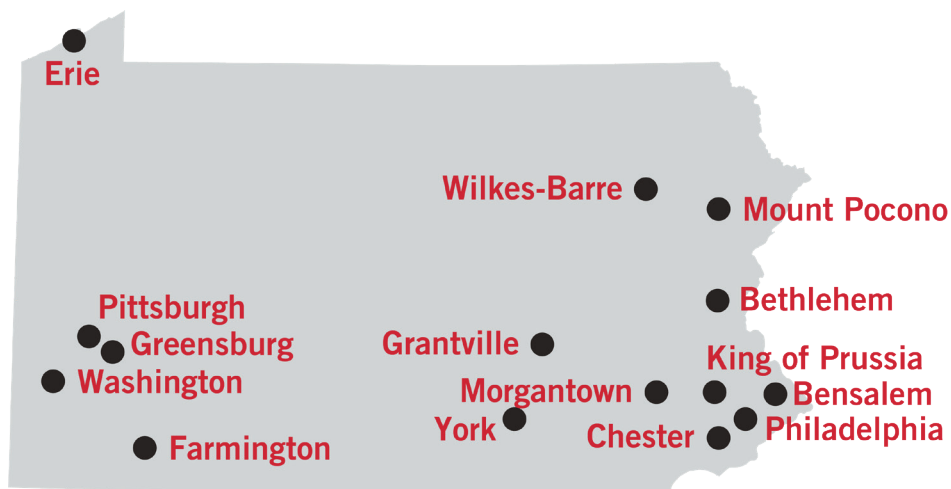 Erie
Wilkes-Barre
Mount Pocono
Bethlehem
Pittsburgh
Greensburg
Grantville
King of Prussia
Washington
Morgantown
Bensalem
York
Chester
Philadelphia
Farmington